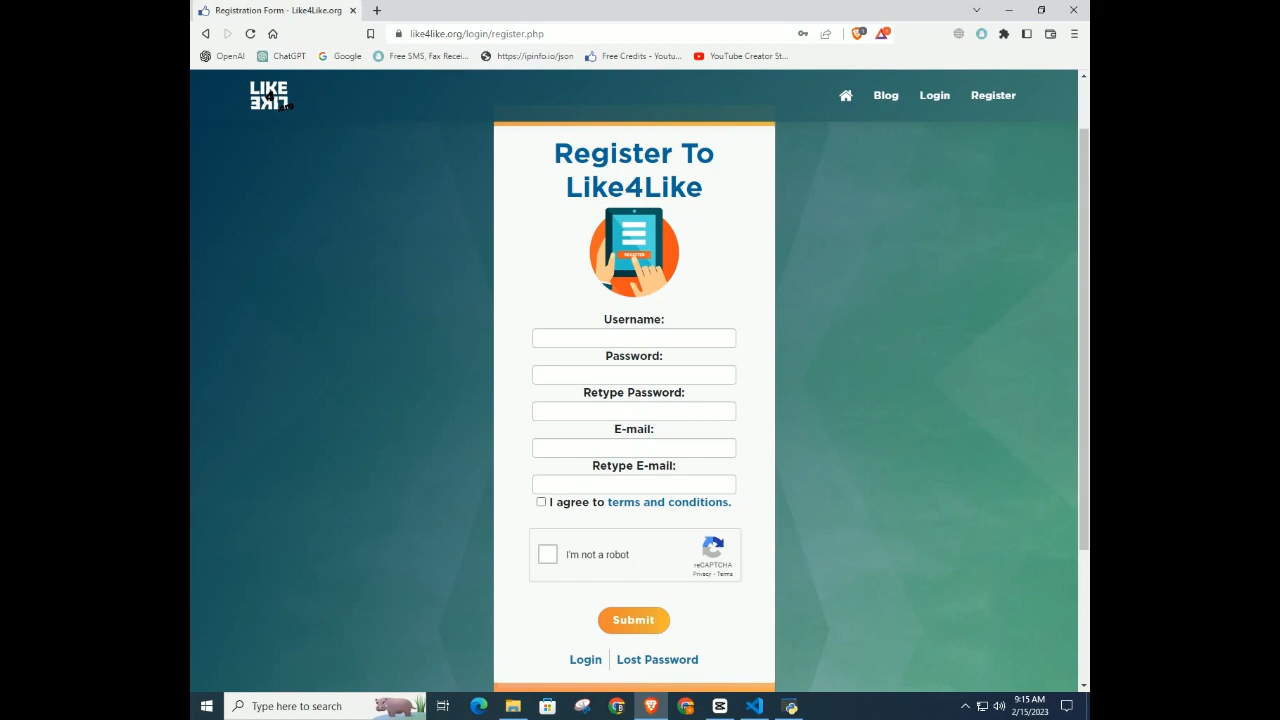 Registration Form - Like4Like.org
like4like.org/login/register.php
OpenAI
ChatGPT
Google
Free SMS, Fax Recei...
https://ipinfo.io/json
Free Credits - Youtu...
YouTube Creator St...
LIKE
LIKE
Blog
Login
Register
Register To
Like4Like
REGISTER
Username:
Password:
Retype Password:
E-mail:
Retype E-mail:
I agree to terms and conditions.
I'm not a robot
reCAPTCHA
Privacy - Terms
Submit
Login
Lost Password
Type here to search
9:15 AM
2/15/2023